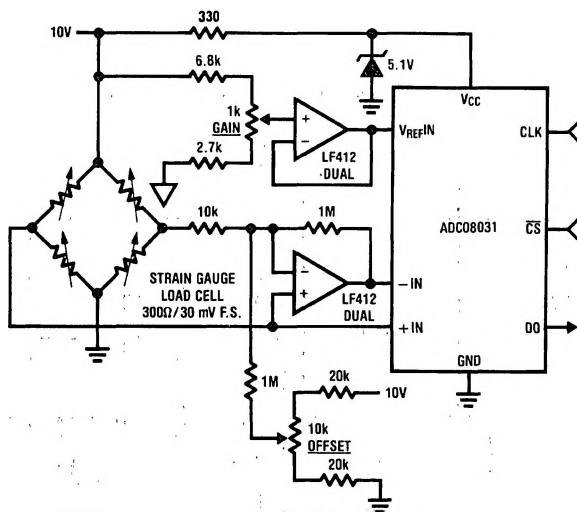 10V
330
6.8k
5.1V
1k
GAIN
VCC
VREFIN
CLK
LF412
DUAL
2.7k
ADC08031
10k
1M
CS
STRAIN GAUGE
LOAD CELL
300Ω/30 mV F.S.
LF412
DUAL
-IN
+IN
DO
GND
1M
20k
10V
10k
OFFSET
20k